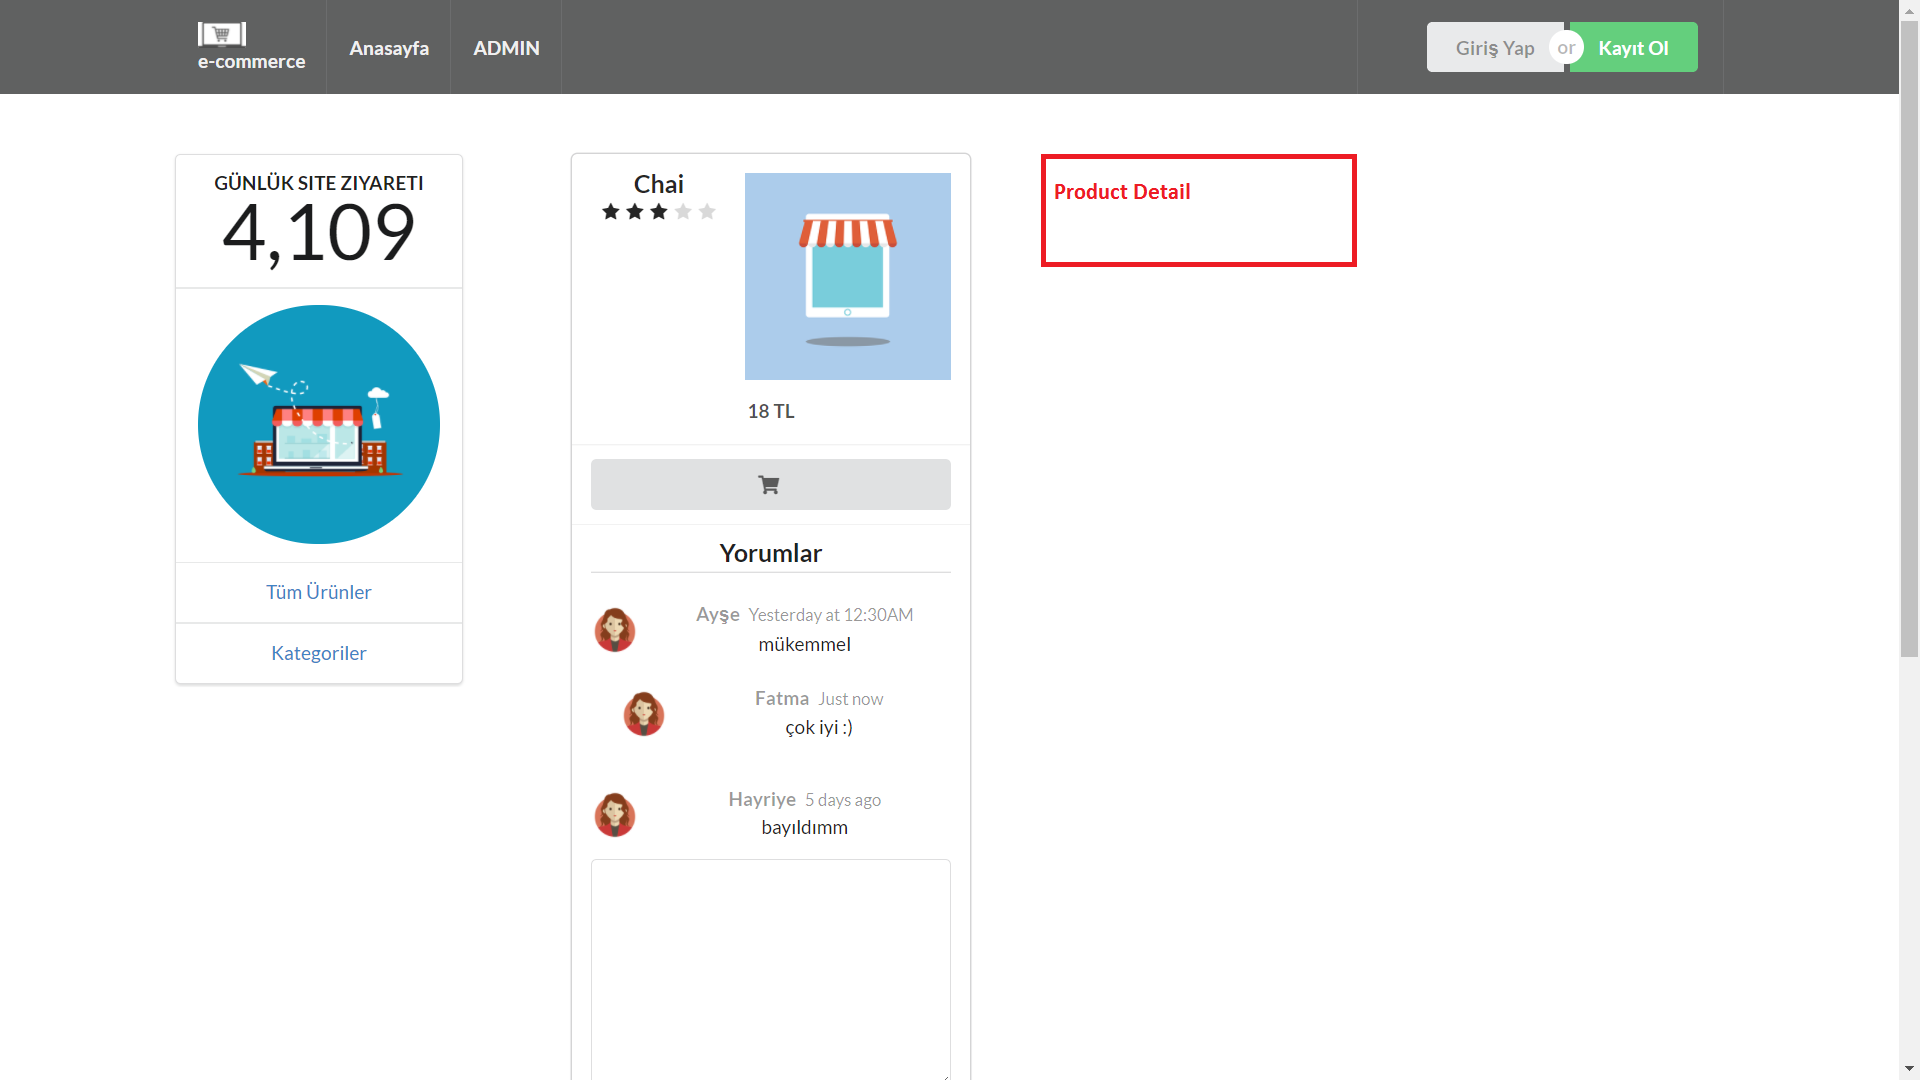 e-commerce
Anasayfa
ADMIN
Giriş Yap
or
Kayıt Ol
GÜNLÜK SITE ZIYARETI
4,109
Tüm Ürünler
Kategoriler
Chai
18 TL
Yorumlar
Ayşe Yesterday at 12:30AM
mükemmel
Fatma Just now
çok iyi :)
Hayriye 5 days ago
bayıldımm
Product Detail